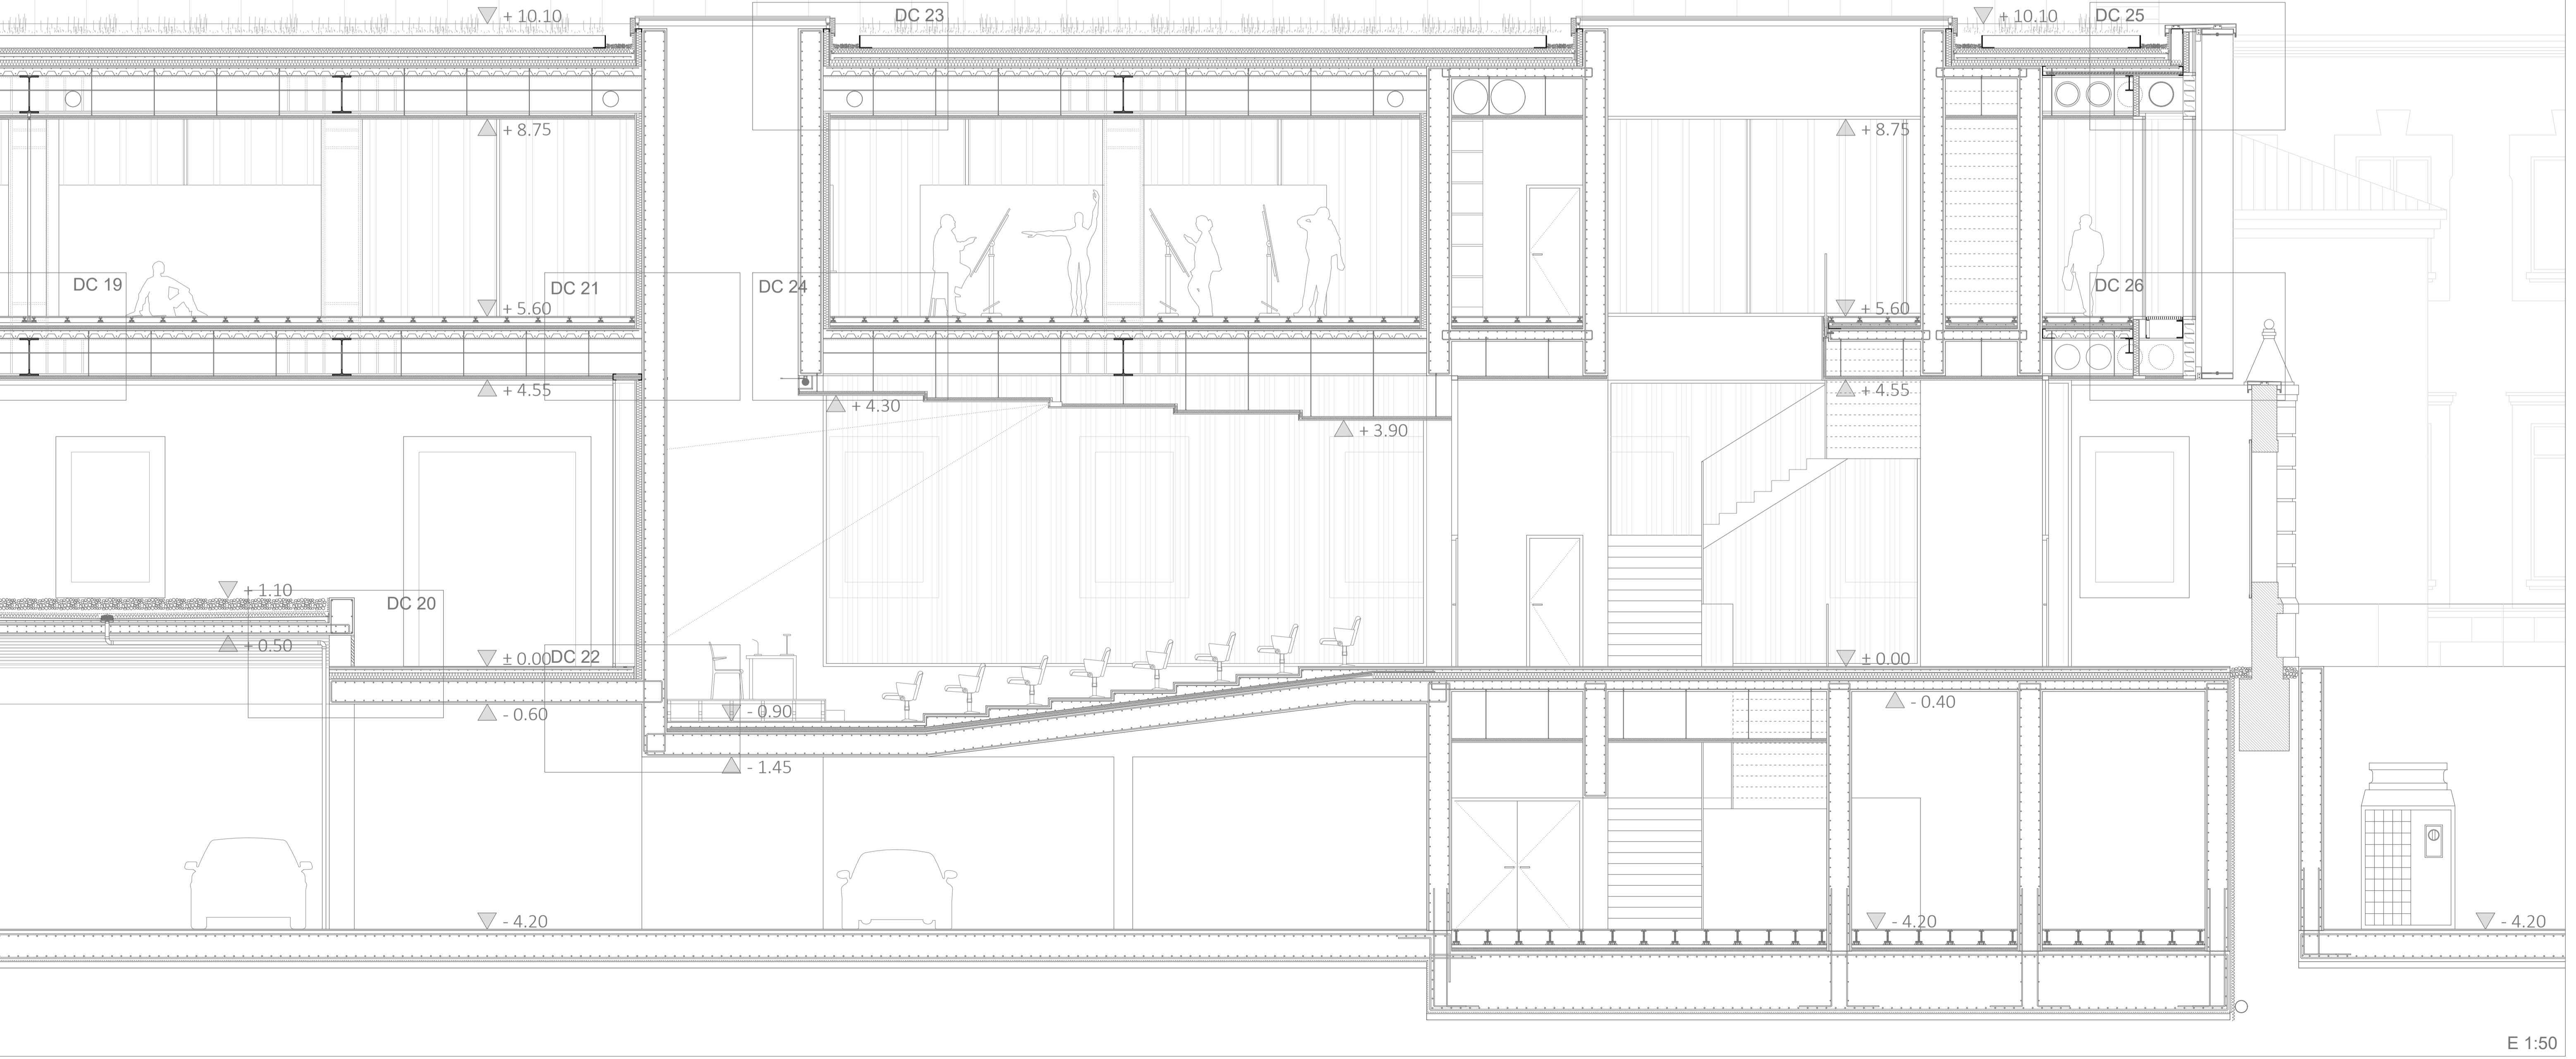 + 10.10
DC 23
+ 10.10
DC 25
+ 8.75
+ 8.75
DC 19
DC 21
DC 24
DC 26
+ 5.60
+ 5.60
+ 4.55
+ 4.55
+ 4.30
+ 3.90
+ 1.10
DC 20
+ 0.50
± 0.00
DC 22
± 0.00
- 0.60
- 0.90
- 0.40
- 1.45
- 4.20
- 4.20
- 4.20
E 1:50